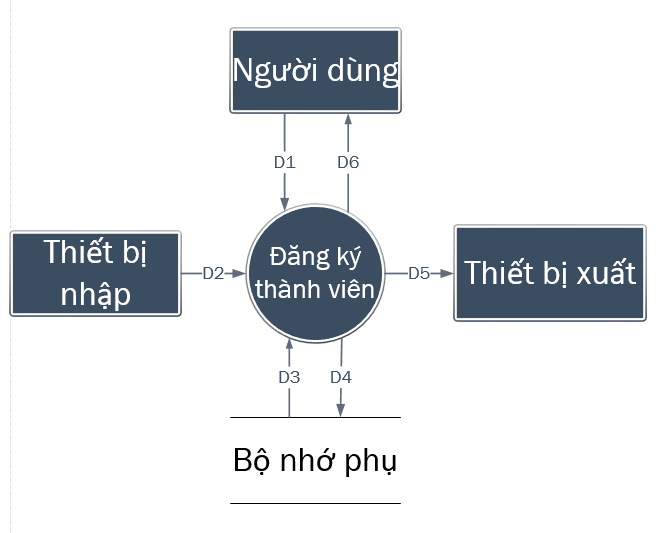 Người dùng
D1
D6
Thiết bị
nhập
D2
Đăng ký
thành viên
D5
Thiết bị xuất
D3
D4
Bộ nhớ phụ